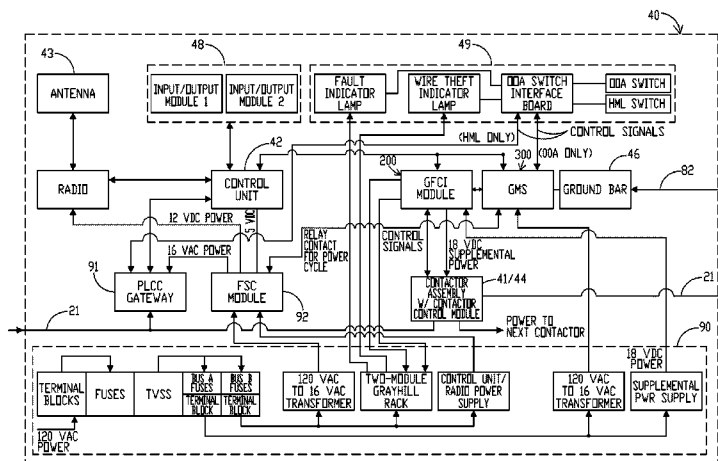 40
43
48
49
ANTENNA
INPUT/OUTPUT
MODULE 1
INPUT/OUTPUT
MODULE 2
FAULT
INDICATOR
LAMP
WIRE THEFT
INDICATOR
LAMP
OOA SWITCH
INTERFACE
BOARD
OOA SWITCH
HML SWITCH
(HML ONLY)
CONTROL SIGNALS
42
200
300
(OOA ONLY)
46
82
RADIO
CONTROL
UNIT
GFCI
MODULE
GMS
GROUND BAR
12 VDC POWER
5 VDC
16 VAC POWER
RELAY
CONTACT
FOR POWER
CYCLE
CONTROL
SIGNALS
18 VDC
SUPPLEMENTAL
POWER
91
PLCC
GATEWAY
FSC
MODULE
92
41/44
CONTACTOR
ASSEMBLY
W/ CONTACTOR
CONTROL MODULE
21
21
POWER TO
NEXT CONTACTOR
90
18 VDC
POWER
TERMINAL
BLOCKS
FUSES
TVSS
BUS A
FUSES
TERMINAL
BLOCK
BUS B
FUSES
TERMINAL
BLOCK
120 VAC
TO 16 VAC
TRANSFORMER
TWO-MODULE
GRAYHILL
RACK
CONTROL UNIT/
RADIO POWER
SUPPLY
120 VAC
TO 16 VAC
TRANSFORMER
SUPPLEMENTAL
PWR SUPPLY
120 VAC
POWER